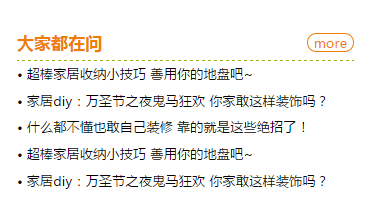 大家都在问 more
• 超棒家居收纳小技巧 善用你的地盘吧~
• 家居diy：万圣节之夜鬼马狂欢 你家敢这样装饰吗？
• 什么都不懂也敢自己装修 靠的就是这些绝招了！
• 超棒家居收纳小技巧 善用你的地盘吧~
• 家居diy：万圣节之夜鬼马狂欢 你家敢这样装饰吗？